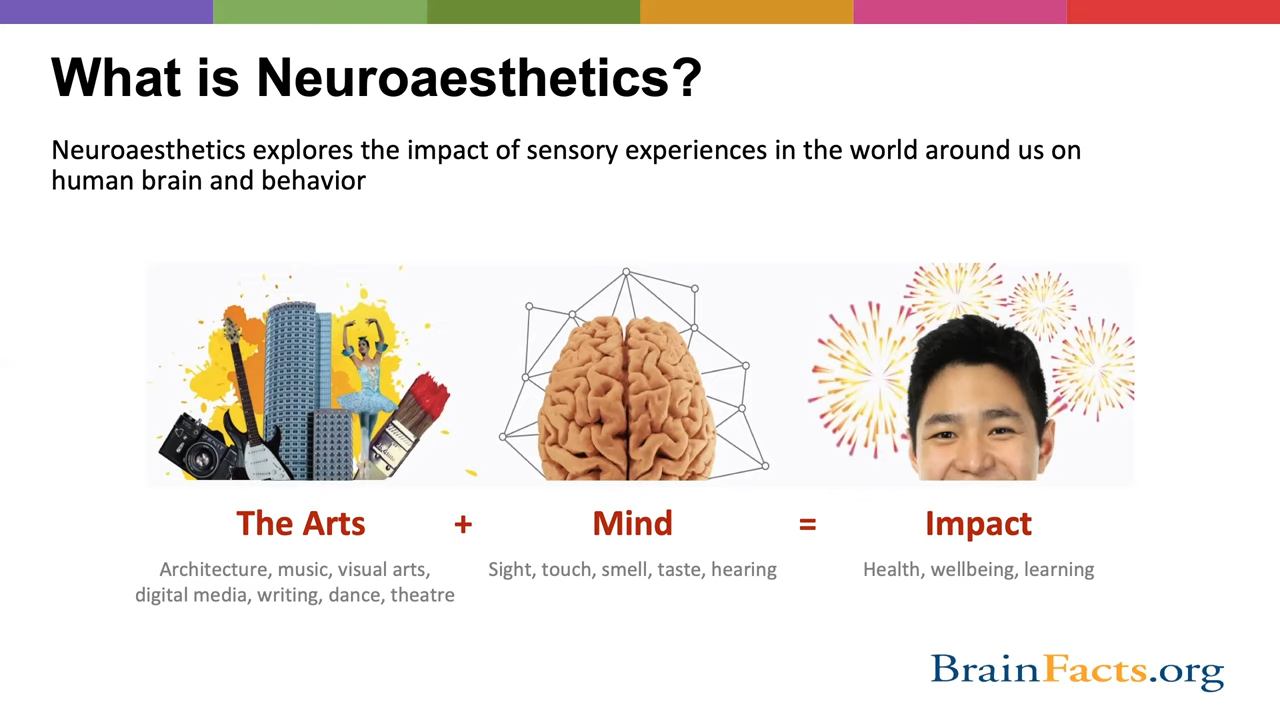 What is Neuroaesthetics?
Neuroaesthetics explores the impact of sensory experiences in the world around us on
human brain and behavior
The Arts + Mind = Impact
Architecture, music, visual arts,
digital media, writing, dance, theatre
Sight, touch, smell, taste, hearing
Health, wellbeing, learning
BrainFacts.org